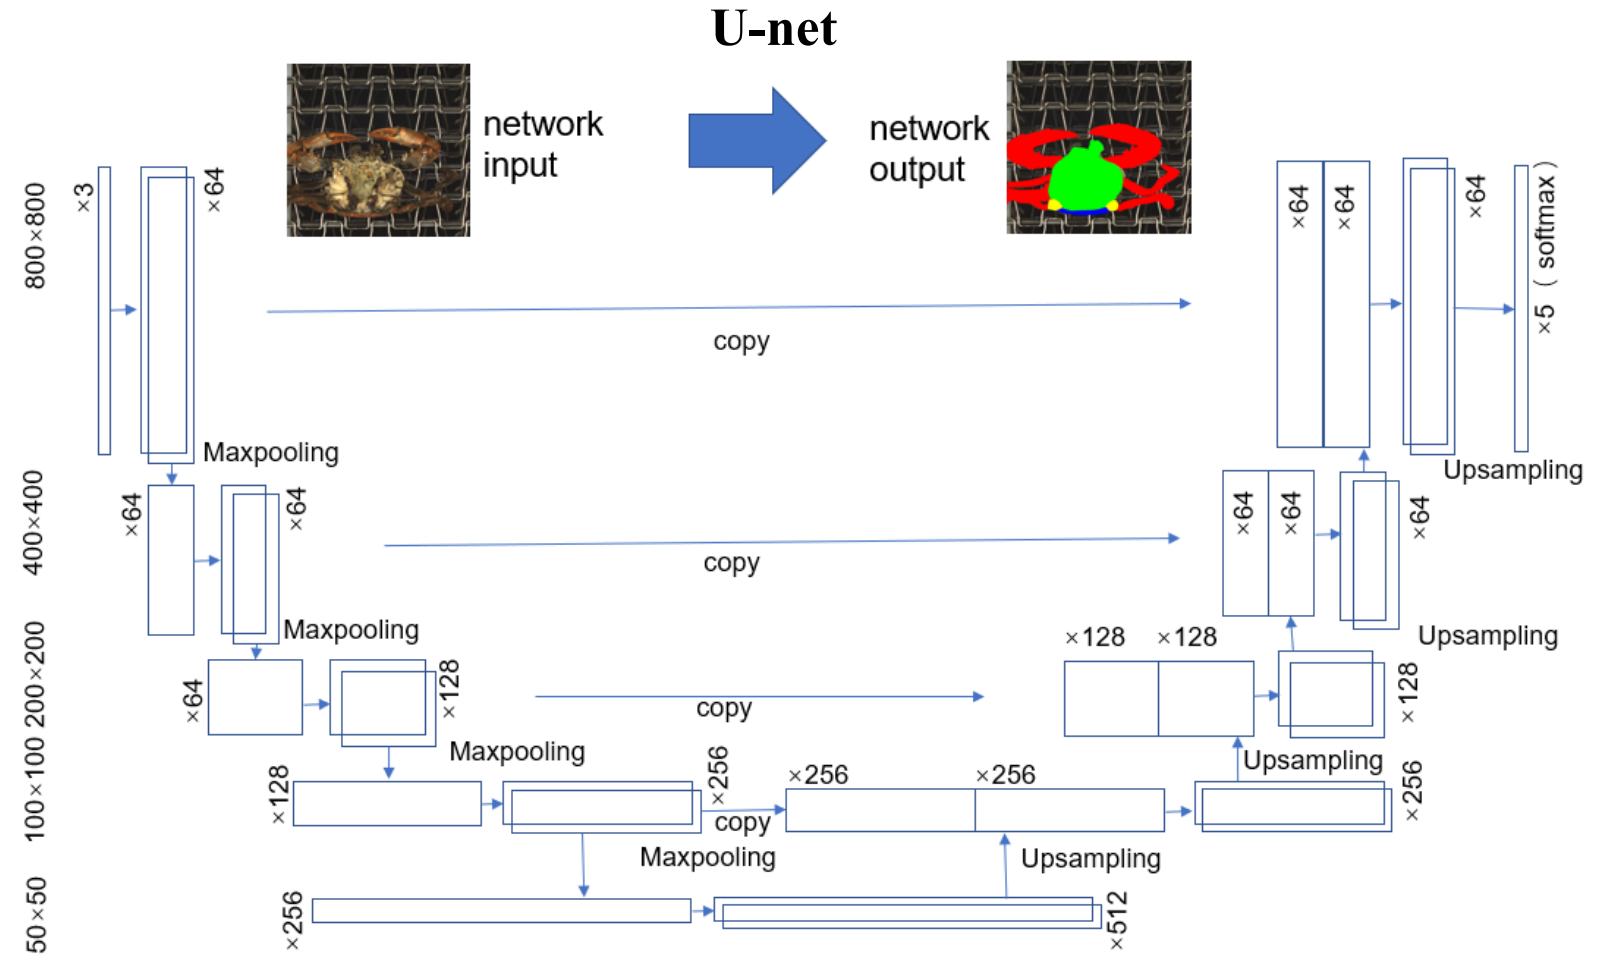 U-net
network
input
network
output
800×800
×3
×64
×64
×64
×64
×5 ( softmax )
copy
Maxpooling
Upsampling
400×400
×64
×64
×64
×64
×64
copy
Maxpooling
Upsampling
200×200
×64
×128
×128
×128
×128
copy
Maxpooling
Upsampling
100×100
×128
×256
×256
×256
×256
copy
Maxpooling
Upsampling
50×50
×256
×512